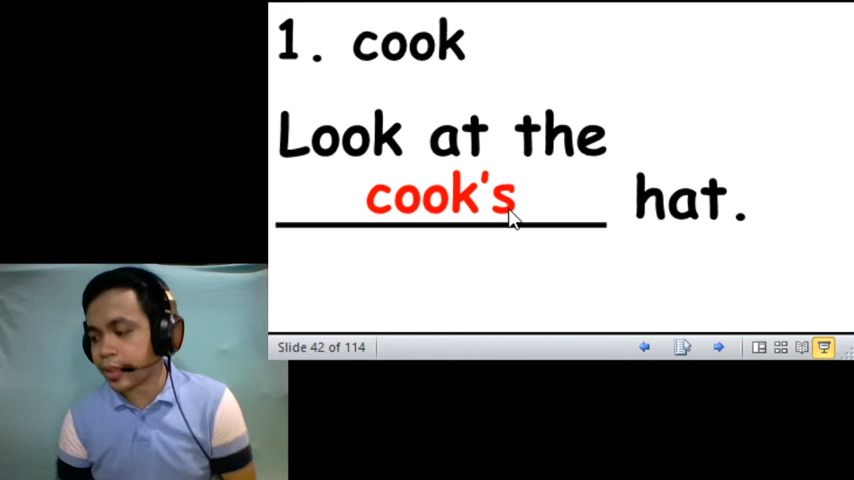 1. cook
Look at the
cook's hat.
Slide 42 of 114